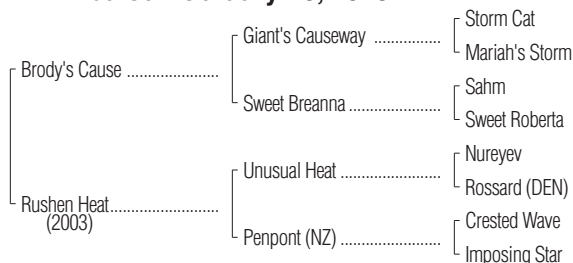 Storm Cat
Giant's Causeway ..................
Mariah's Storm
Brody's Cause ........................
Sahm
Sweet Breanna .......................
Sweet Roberta
Nureyev
Unusual Heat .........................
Rossard (DEN)
Rushen Heat............................
(2003)
Crested Wave
Penpont (NZ) .........................
Imposing Star